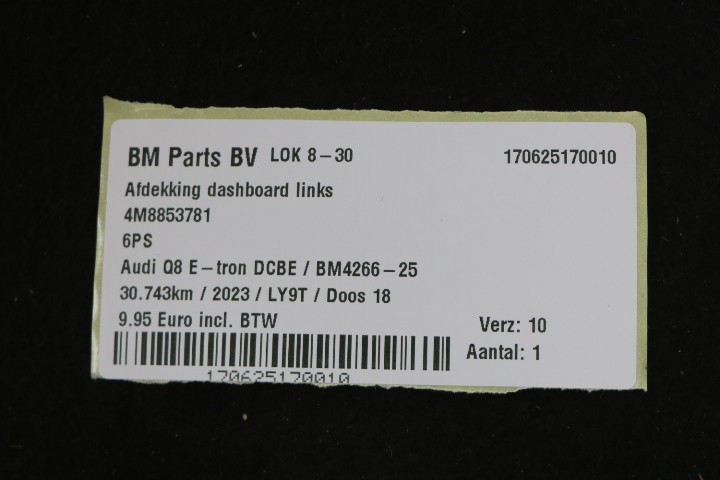 BM Parts BV LOK 8-30 170625170010
Afdekking dashboard links
4M8853781
6PS
Audi Q8 E-tron DCBE / BM4266-25
30.743km / 2023 / LY9T / Doos 18
9.95 Euro incl. BTW
Verz: 10
Aantal: 1
170625170010